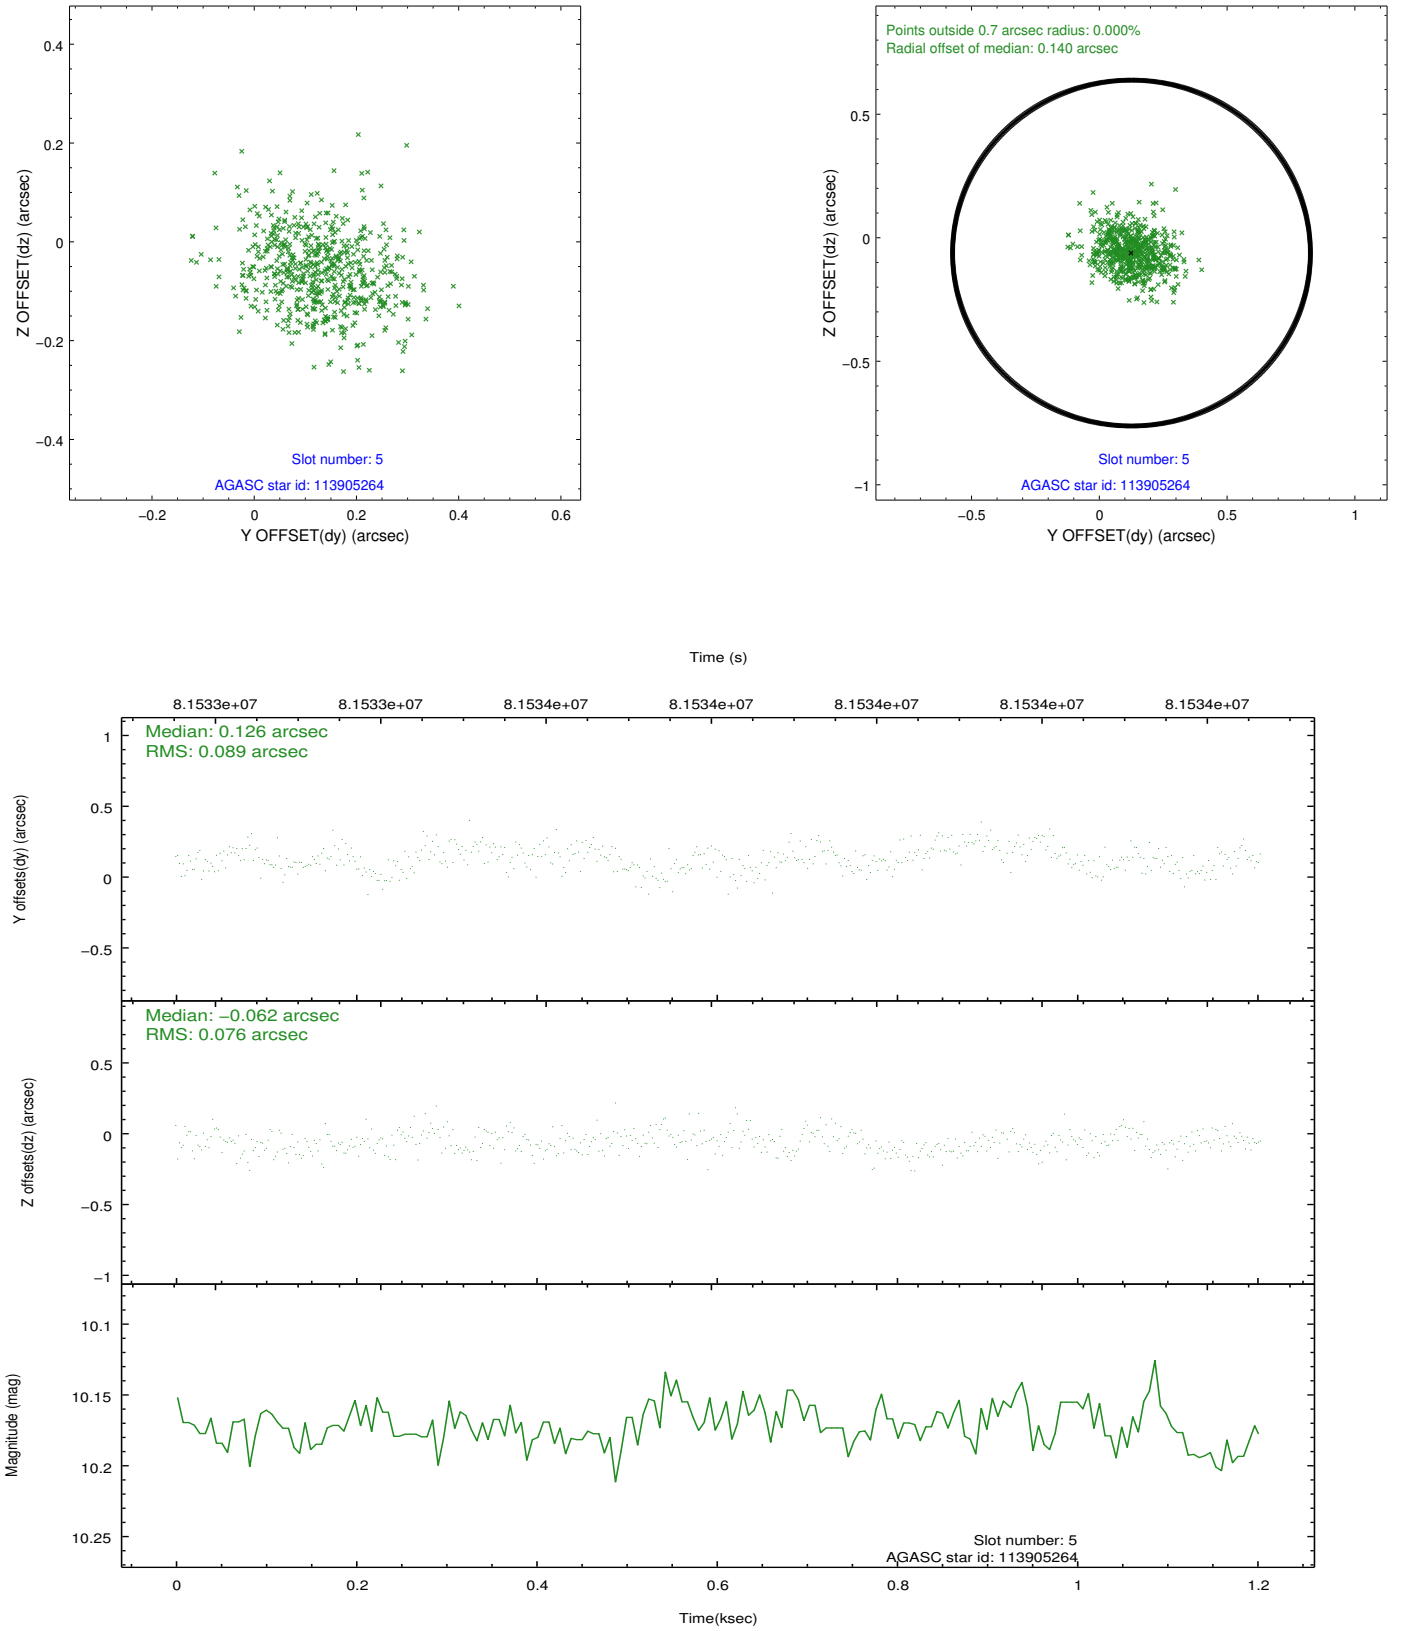 0.4
0.2
0
−0.2
−0.4
Z OFFSET(dz) (arcsec)
Slot number: 5
AGASC star id: 113905264
−0.2 0 0.2 0.4 0.6
Y OFFSET(dy) (arcsec)
Points outside 0.7 arcsec radius: 0.000%
Radial offset of median: 0.140 arcsec
0.5
0
−0.5
−1
Z OFFSET(dz) (arcsec)
Slot number: 5
AGASC star id: 113905264
−0.5 0 0.5 1
Y OFFSET(dy) (arcsec)
Time (s)
8.1533e+07 8.1533e+07 8.1534e+07 8.1534e+07 8.1534e+07 8.1534e+07 8.1534e+07
Median: 0.126 arcsec
RMS: 0.089 arcsec
1
0.5
0
−0.5
Y offsets(dy) (arcsec)
Median: −0.062 arcsec
RMS: 0.076 arcsec
0.5
0
−0.5
−1
Z offsets(dz) (arcsec)
10.1
10.15
10.2
10.25
Magnitude (mag)
Slot number: 5
AGASC star id: 113905264
0 0.2 0.4 0.6 0.8 1 1.2
Time(ksec)